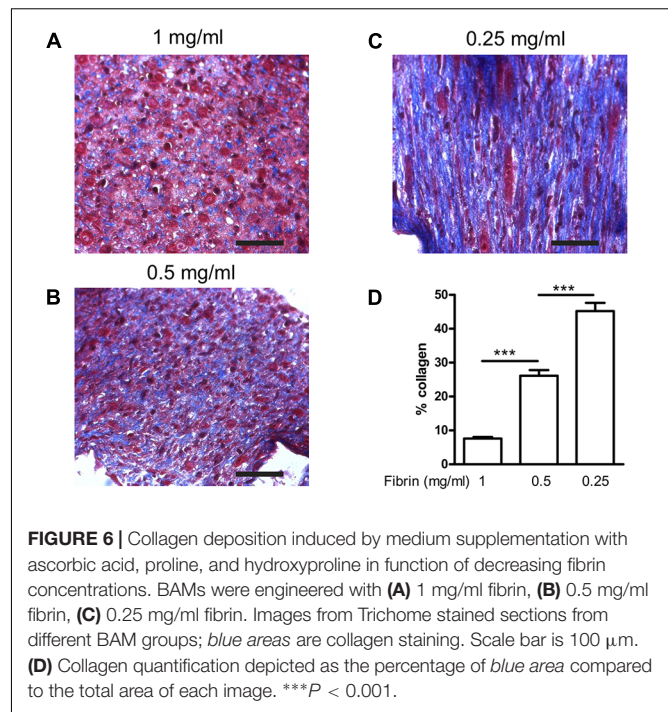 A
1 mg/ml
C
0.25 mg/ml
0.5 mg/ml
B
D
***
***
50
40
30
20
10
0
% collagen
Fibrin (mg/ml) 1 0.5 0.25
FIGURE 6 | Collagen deposition induced by medium supplementation with
ascorbic acid, proline, and hydroxyproline in function of decreasing fibrin
concentrations. BAMs were engineered with (A) 1 mg/ml fibrin, (B) 0.5 mg/ml
fibrin, (C) 0.25 mg/ml fibrin. Images from Trichome stained sections from
different BAM groups; blue areas are collagen staining. Scale bar is 100 μm.
(D) Collagen quantification depicted as the percentage of blue area compared
to the total area of each image. ***P < 0.001.